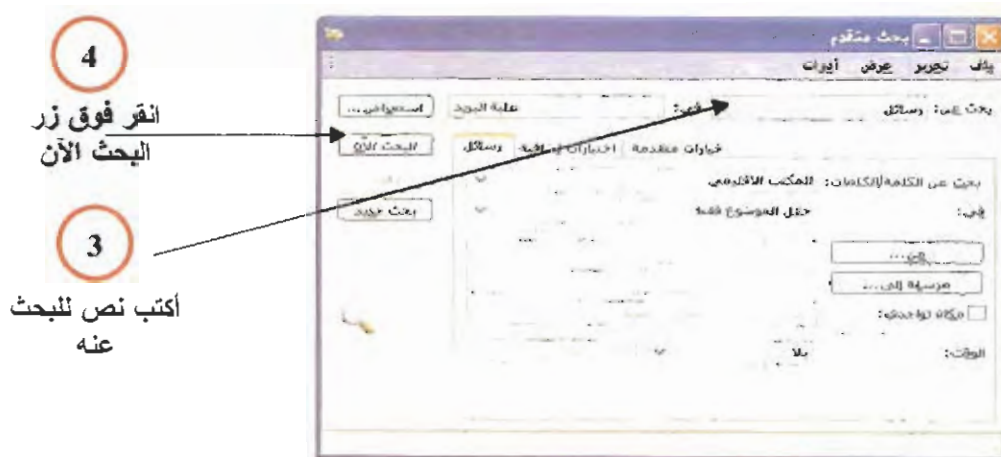 4
انقر فوق زر
البحث الآن
3
أكتب نص للبحث
عنه
بحث متقدم
ملف تحرير عرض أدوات
بحث عن: رسائل في: علبة البريد استعراض...
البحث الآن
رسائل اختيارات إضافية خيارات متقدمة
بحث عن الكلمة/الكلمات: المكتب الاقليمي
في: حقل الموضوع فقط
بحث جديد
من...
مرسلة إلى...
مكان تواجدي:
الوقت: بلا